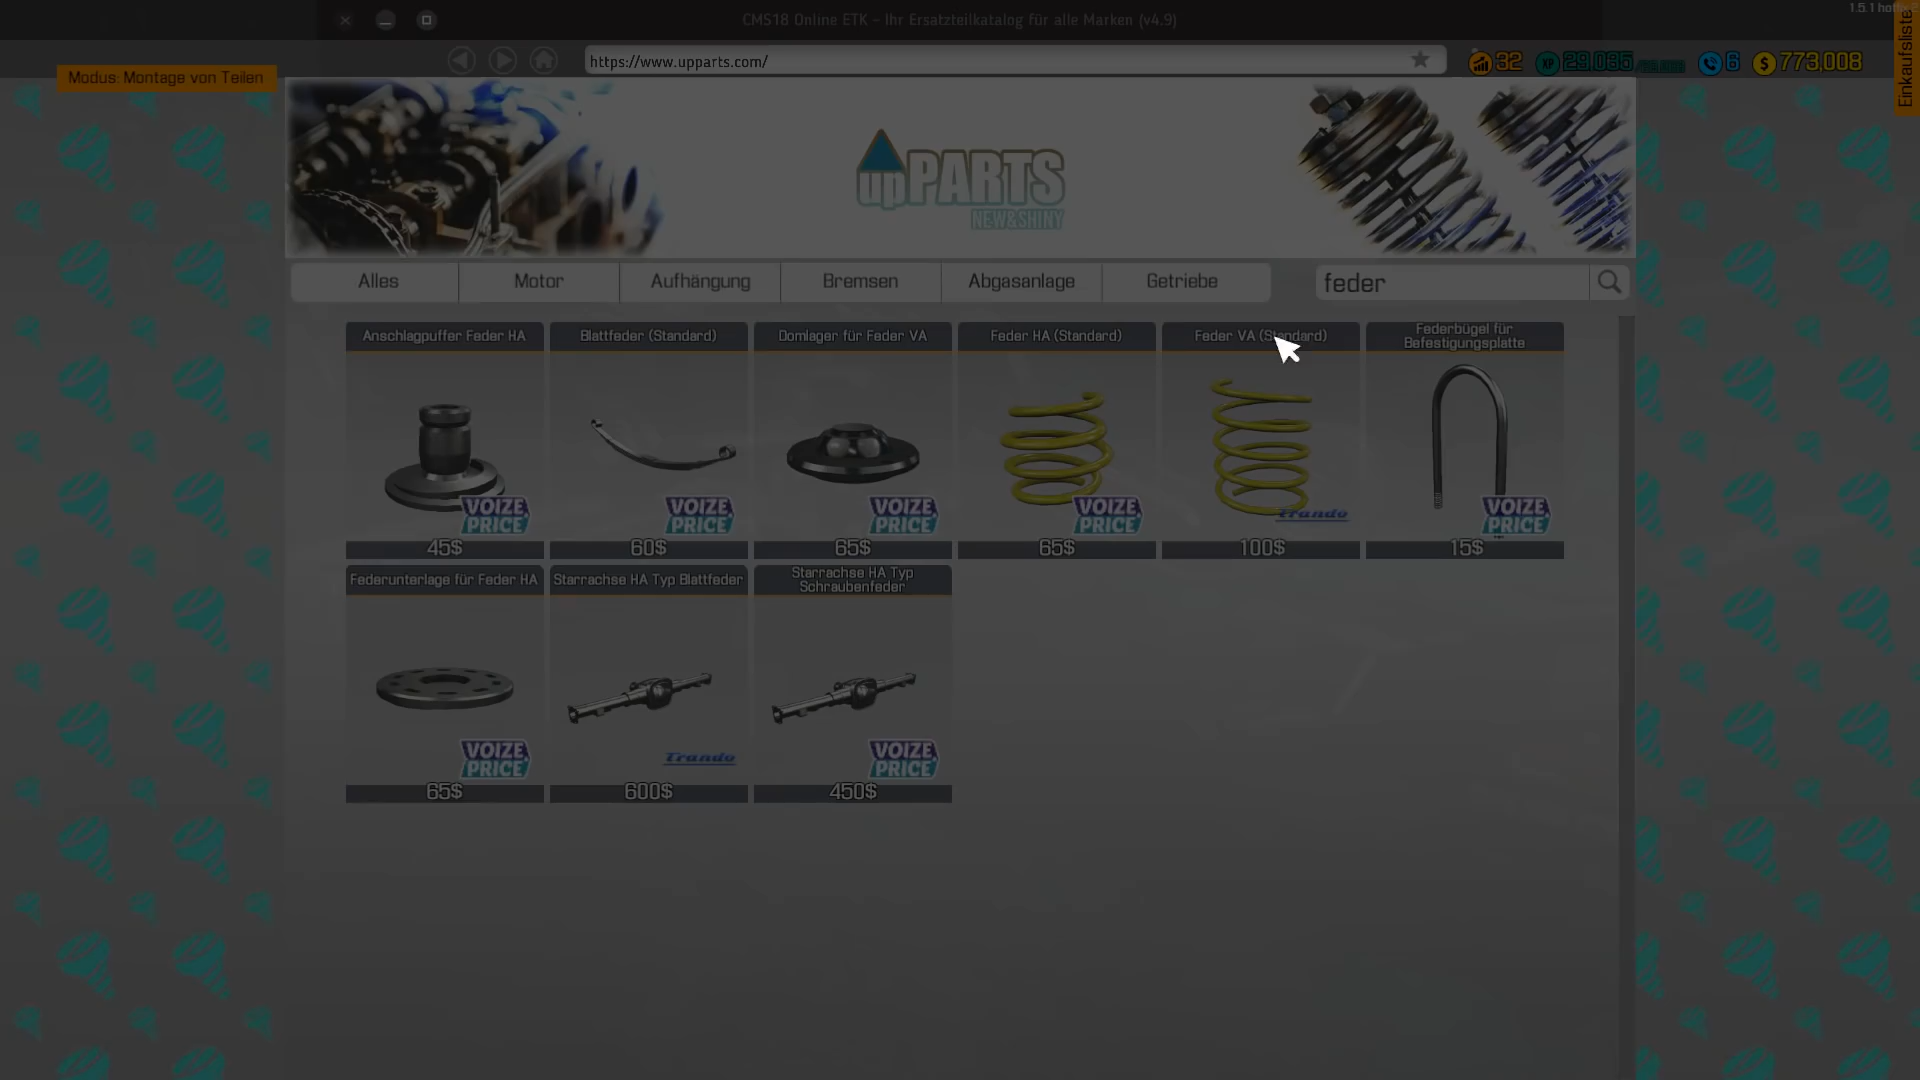 CMS18 Online ETK - Ihr Ersatzteilkatalog für alle Marken (v4.9)
Modus: Montage von Teilen
https://www.upparts.com/
32
XP 29,035
6
$ 773,008
Einkaufsliste
upPARTS
NEW&SHINY
Alles
Motor
Aufhängung
Bremsen
Abgasanlage
Getriebe
feder
Anschlagpuffer Feder HA
VOIZE PRICE
45$
Blattfeder (Standard)
VOIZE PRICE
60$
Domlager für Feder VA
VOIZE PRICE
65$
Feder HA (Standard)
VOIZE PRICE
65$
Feder VA (Standard)
Trando
100$
Federbügel für
Befestigungsplatte
VOIZE PRICE
15$
Federunterlage für Feder HA
VOIZE PRICE
65$
Starrachse HA Typ Blattfeder
Trando
600$
Starrachse HA Typ
Schraubenfeder
VOIZE PRICE
450$